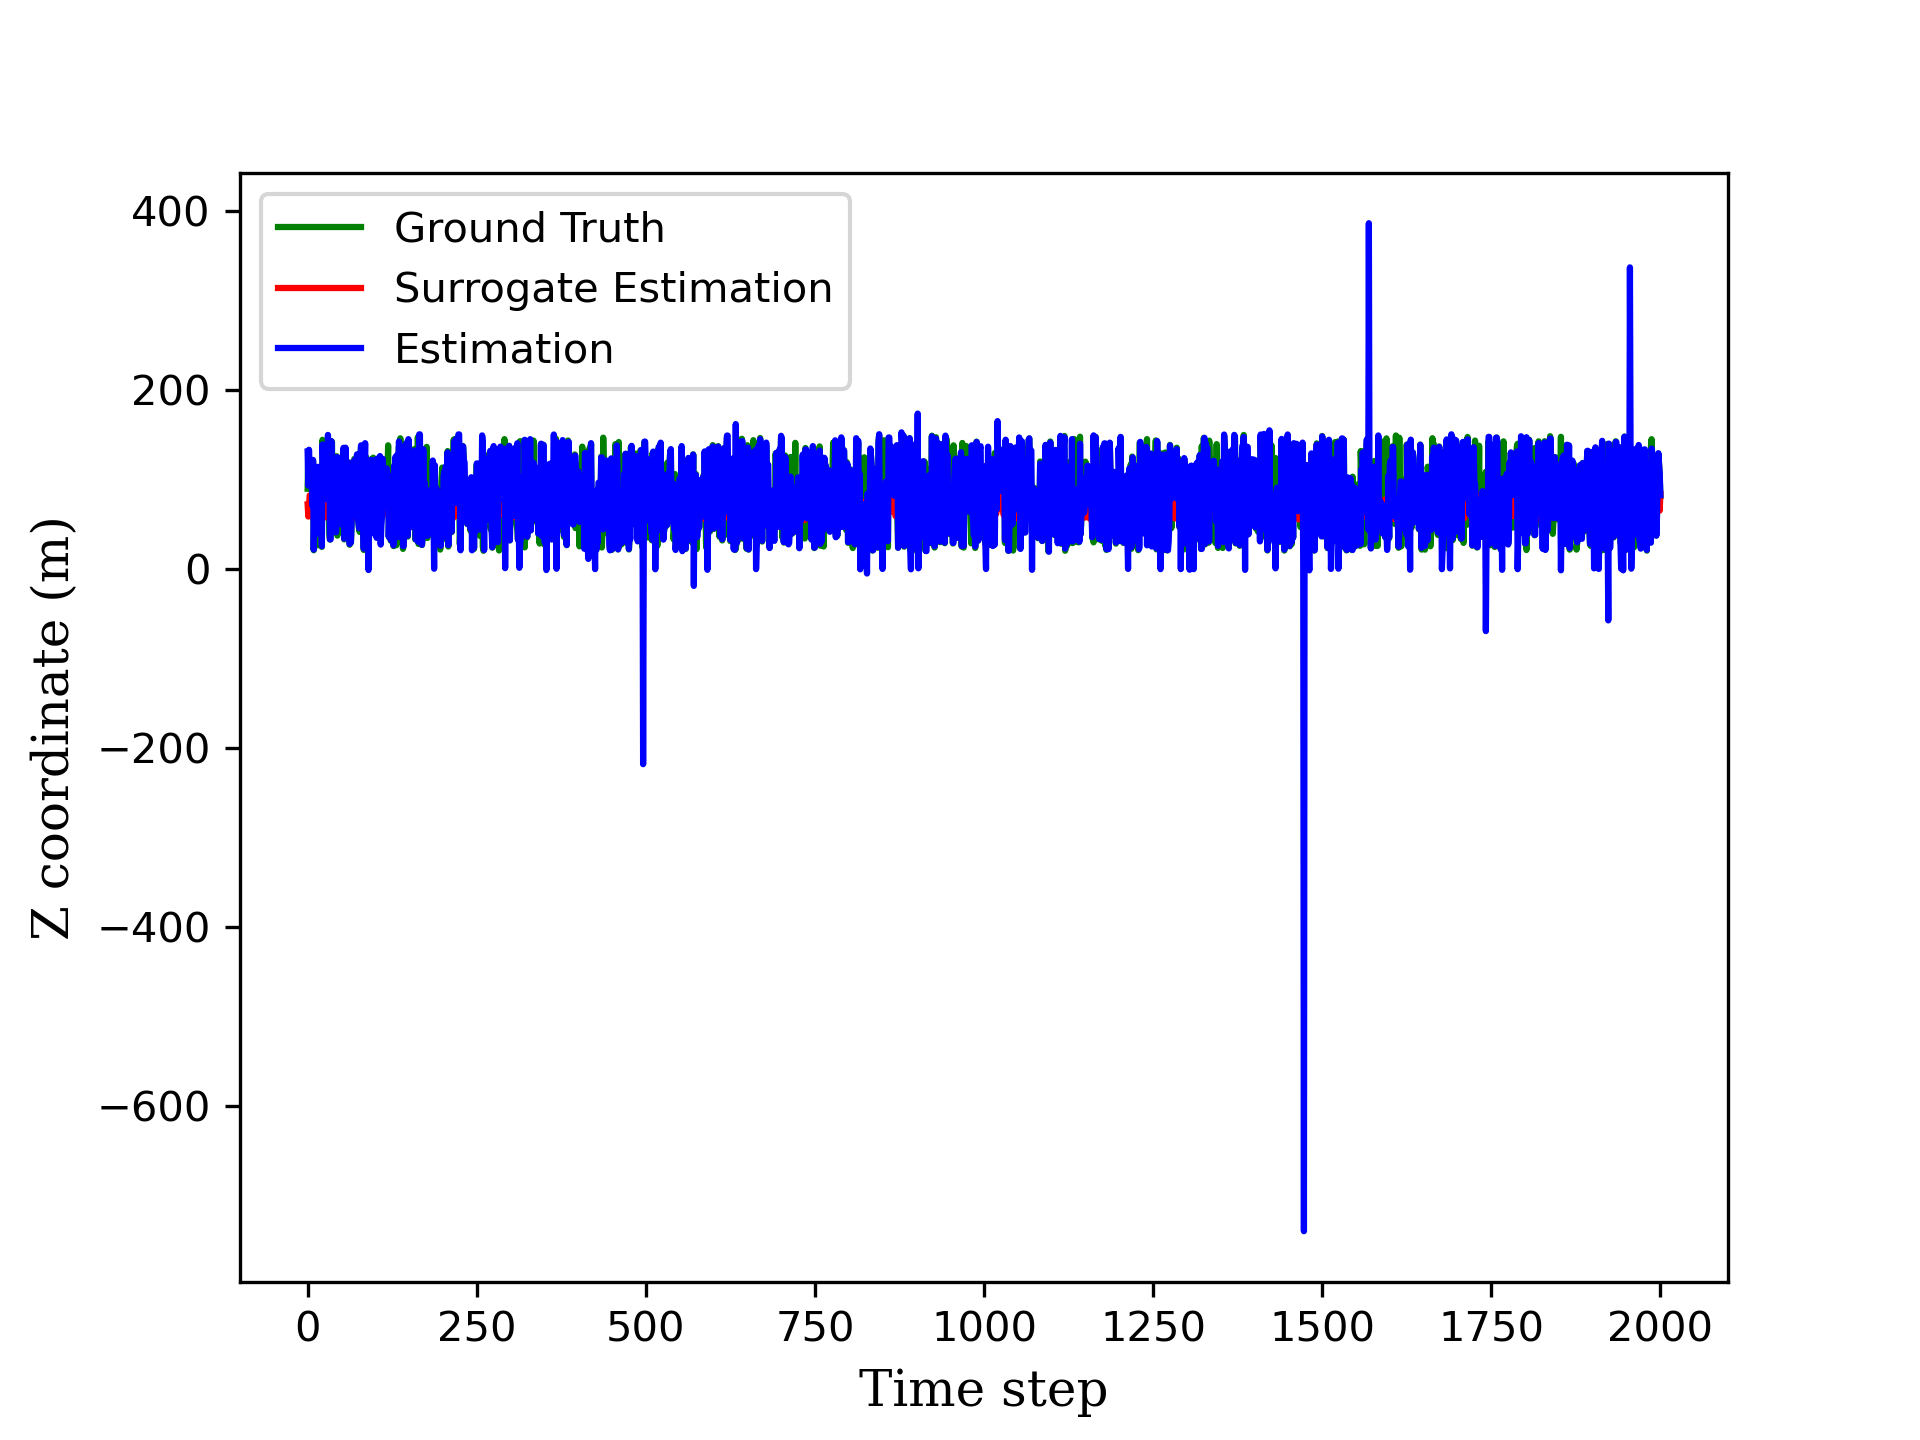 400
200
0
−200
−400
−600
Z coordinate (m)
Ground Truth
Surrogate Estimation
Estimation
0 250 500 750 1000 1250 1500 1750 2000
Time step